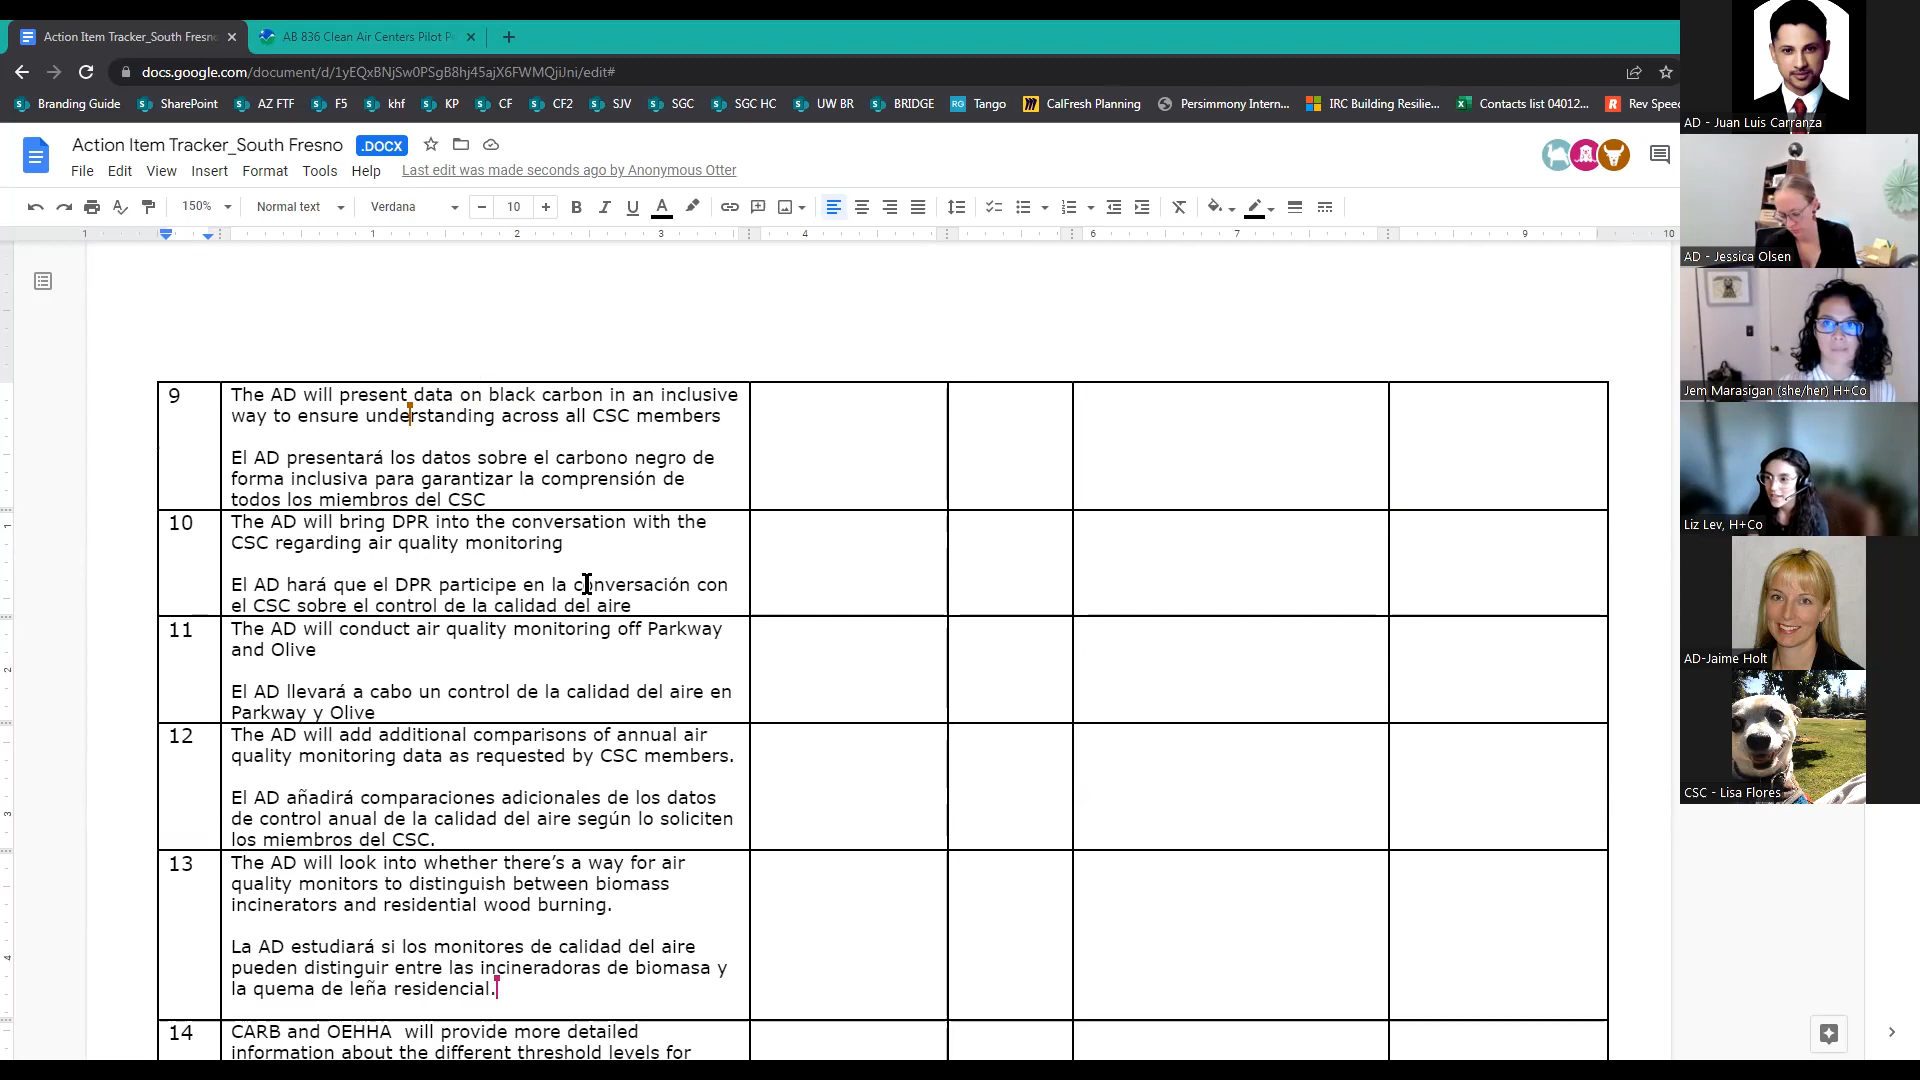 Action Item Tracker_South Fresno
AB 836 Clean Air Centers Pilot P
docs.google.com/document/d/1yEQxBNjSw0PSgB8hj45ajX6FWMQjiJni/edit#
Branding Guide SharePoint AZ FTF F5 khf KP CF CF2 SJV SGC SGC HC UW BR BRIDGE Tango CalFresh Planning Persimmony Intern... IRC Building Resilie... Contacts list 04012... Rev Speec
Action Item Tracker_South Fresno .DOCX
File Edit View Insert Format Tools Help Last edit was made seconds ago by Anonymous Otter
150% Normal text Verdana 10
1 1 2 3 4 6 7 9 10
9
The AD will present data on black carbon in an inclusive
way to ensure understanding across all CSC members
El AD presentará los datos sobre el carbono negro de
forma inclusiva para garantizar la comprensión de
todos los miembros del CSC
10
The AD will bring DPR into the conversation with the
CSC regarding air quality monitoring
El AD hará que el DPR participe en la conversación con
el CSC sobre el control de la calidad del aire
11
The AD will conduct air quality monitoring off Parkway
and Olive
El AD llevará a cabo un control de la calidad del aire en
Parkway y Olive
12
The AD will add additional comparisons of annual air
quality monitoring data as requested by CSC members.
El AD añadirá comparaciones adicionales de los datos
de control anual de la calidad del aire según lo soliciten
los miembros del CSC.
13
The AD will look into whether there’s a way for air
quality monitors to distinguish between biomass
incinerators and residential wood burning.
La AD estudiará si los monitores de calidad del aire
pueden distinguir entre las incineradoras de biomasa y
la quema de leña residencial.
14
CARB and OEHHA  will provide more detailed
information about the different threshold levels for
1
2
3
4
AD - Juan Luis Carranza
AD - Jessica Olsen
Jem Marasigan (she/her) H+Co
Liz Lev, H+Co
AD-Jaime Holt
CSC - Lisa Flores